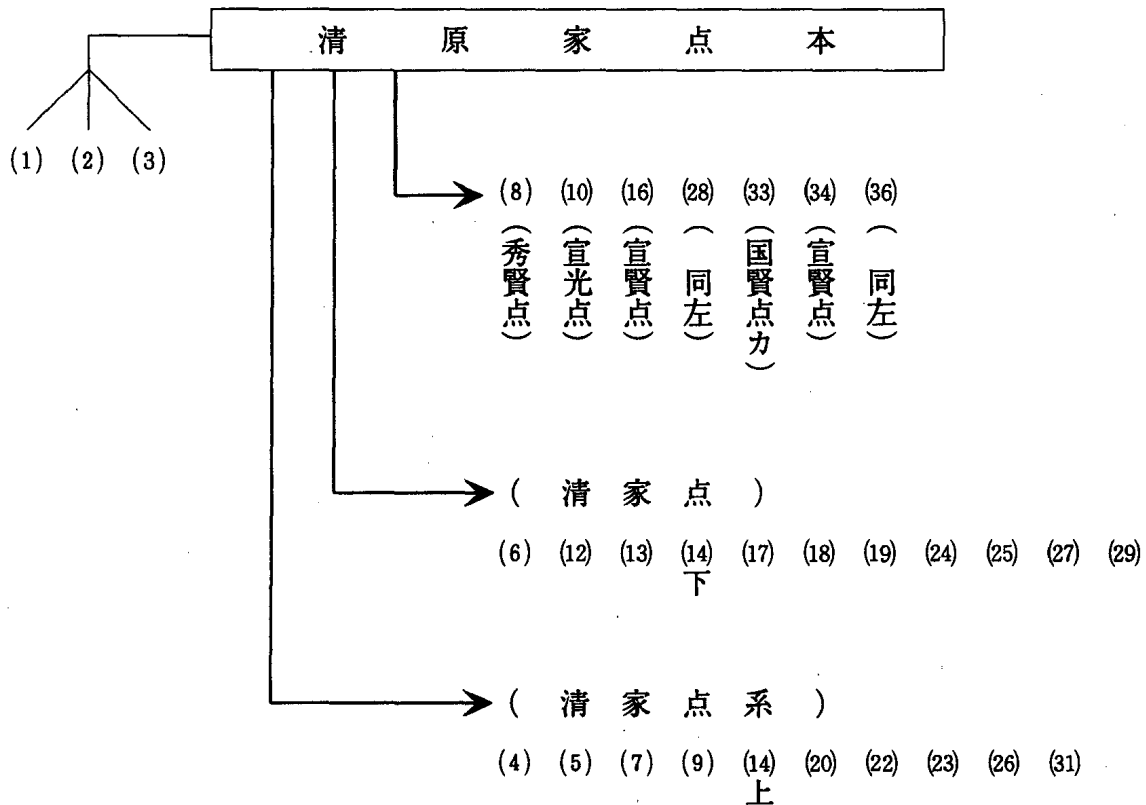 清原家点本
(1) (2) (3)
(8) (10) (16) (28) (33) (34) (36)
(秀賢点) (宣光点) (宣賢点) (同左) (国賢点カ) (宣賢点) (同左)
(清家点)
(6) (12) (13) (14) (17) (18) (19) (24) (25) (27) (29)
下
(清家点系)
(4) (5) (7) (9) (14) (20) (22) (23) (26) (31)
上